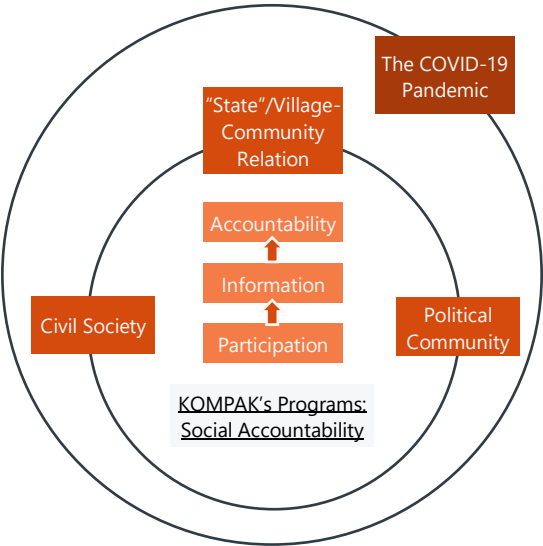 The COVID-19
Pandemic
“State”/Village-
Community
Relation
Accountability
Information
Civil Society
Political
Community
Participation
KOMPAK’s Programs:
Social Accountability